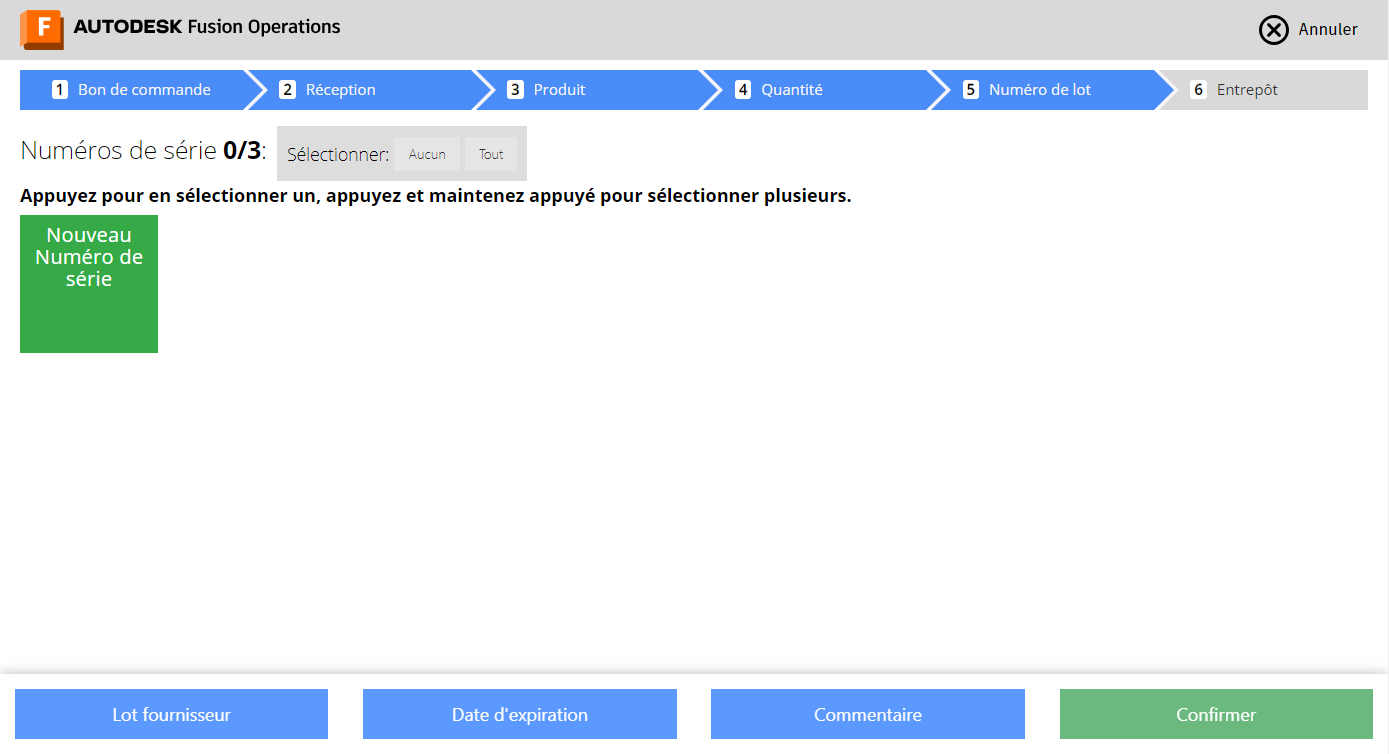 F AUTODESK Fusion Operations
Annuler
1 Bon de commande 2 Réception 3 Produit 4 Quantité 5 Numéro de lot 6 Entrepôt
Numéros de série 0/3: Sélectionner: Aucun Tout
Appuyez pour en sélectionner un, appuyez et maintenez appuyé pour sélectionner plusieurs.
Nouveau
Numéro de
série
Lot fournisseur Date d'expiration Commentaire Confirmer